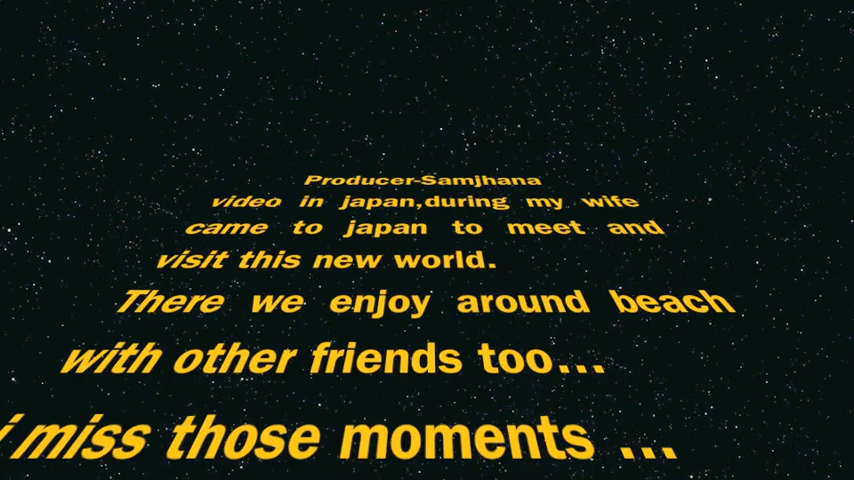 Producer-Samjhana
video in japan,during my wife
came to japan to meet and
visit this new world.
There we enjoy around beach
with other friends too...
i miss those moments ...